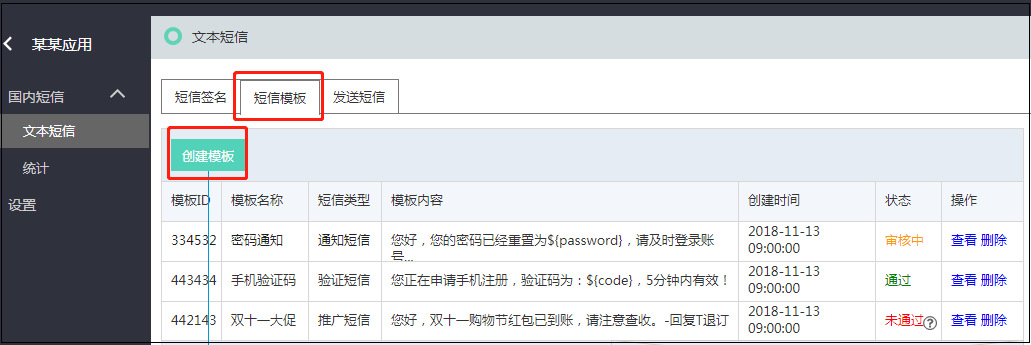 某某应用
国内短信
文本短信
统计
设置
文本短信
短信签名 短信模板 发送短信
创建模板
模板ID 模板名称 短信类型 模板内容 创建时间 状态 操作
334532 密码通知 通知短信 您好，您的密码已经重置为${password}，请及时登录账号... 2018-11-13 09:00:00 审核中 查看 删除
443434 手机验证码 验证短信 您正在申请手机注册，验证码为：${code}，5分钟内有效！ 2018-11-13 09:00:00 通过 查看 删除
442143 双十一大促 推广短信 您好，双十一购物节红包已到账，请注意查收。-回复T退订 2018-11-13 09:00:00 未通过? 查看 删除